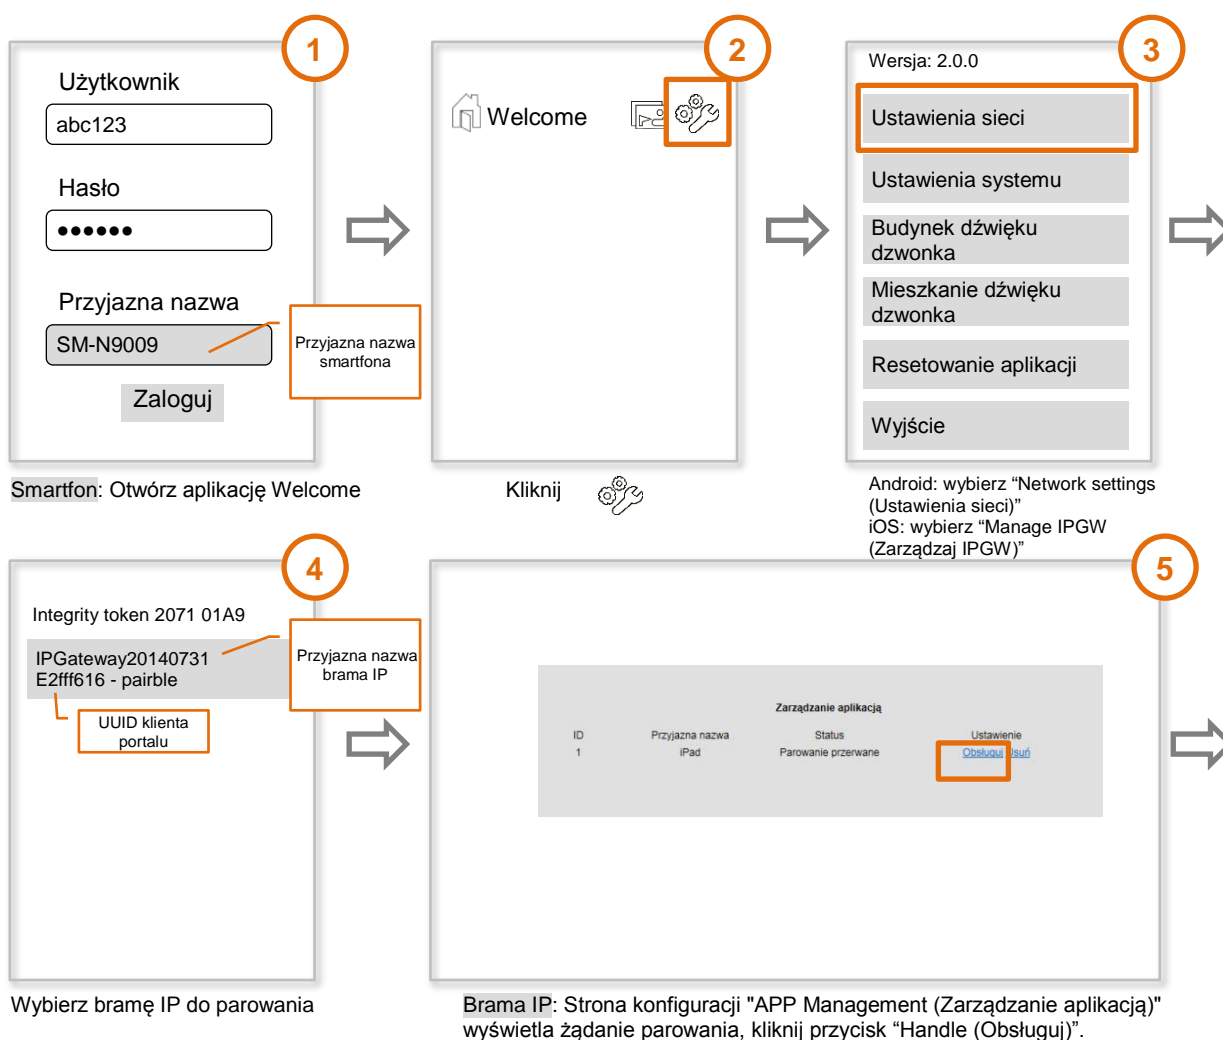 1
Użytkownik
abc123
Hasło
●●●●●●
Przyjazna nazwa
SM-N9009
Przyjazna nazwa
smartfona
Zaloguj
Smartfon: Otwórz aplikację Welcome
2
Welcome
Kliknij
3
Wersja: 2.0.0
Ustawienia sieci
Ustawienia systemu
Budynek dźwięku
dzwonka
Mieszkanie dźwięku
dzwonka
Resetowanie aplikacji
Wyjście
Android: wybierz “Network settings
(Ustawienia sieci)”
iOS: wybierz “Manage IPGW
(Zarządzaj IPGW)”
4
Integrity token 2071 01A9
IPGateway20140731
E2fff616 - pairble
Przyjazna nazwa
brama IP
UUID klienta
portalu
Wybierz bramę IP do parowania
5
Zarządzanie aplikacją
ID Przyjazna nazwa Status Ustawienie
1 iPad Parowanie przerwane Obsługuj Usuń
Brama IP: Strona konfiguracji "APP Management (Zarządzanie aplikacją)"
wyświetla żądanie parowania, kliknij przycisk “Handle (Obsługuj)”.